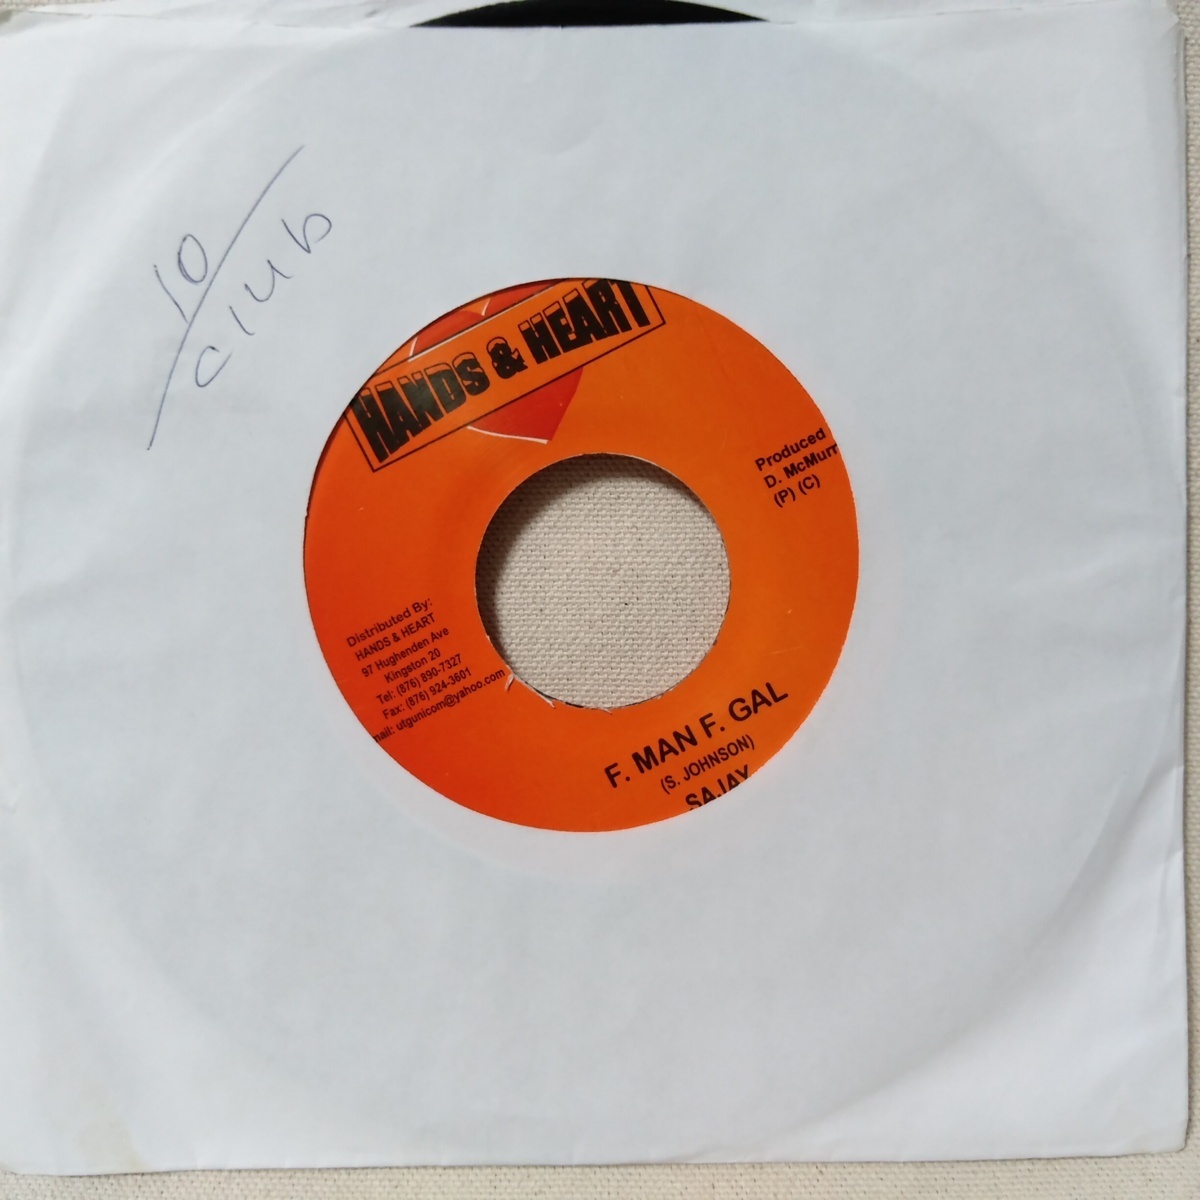 10
club
HANDS & HEART
Produced
D. McMurr
(P) (C)
Distributed By:
HANDS & HEART
97 Hughenden Ave
Kingston 20
Tel: (876) 890-7327
Fax: (876) 924-3601
mail: utgunicom@yahoo.com
F. MAN F. GAL
(S. JOHNSON)
SAJAY